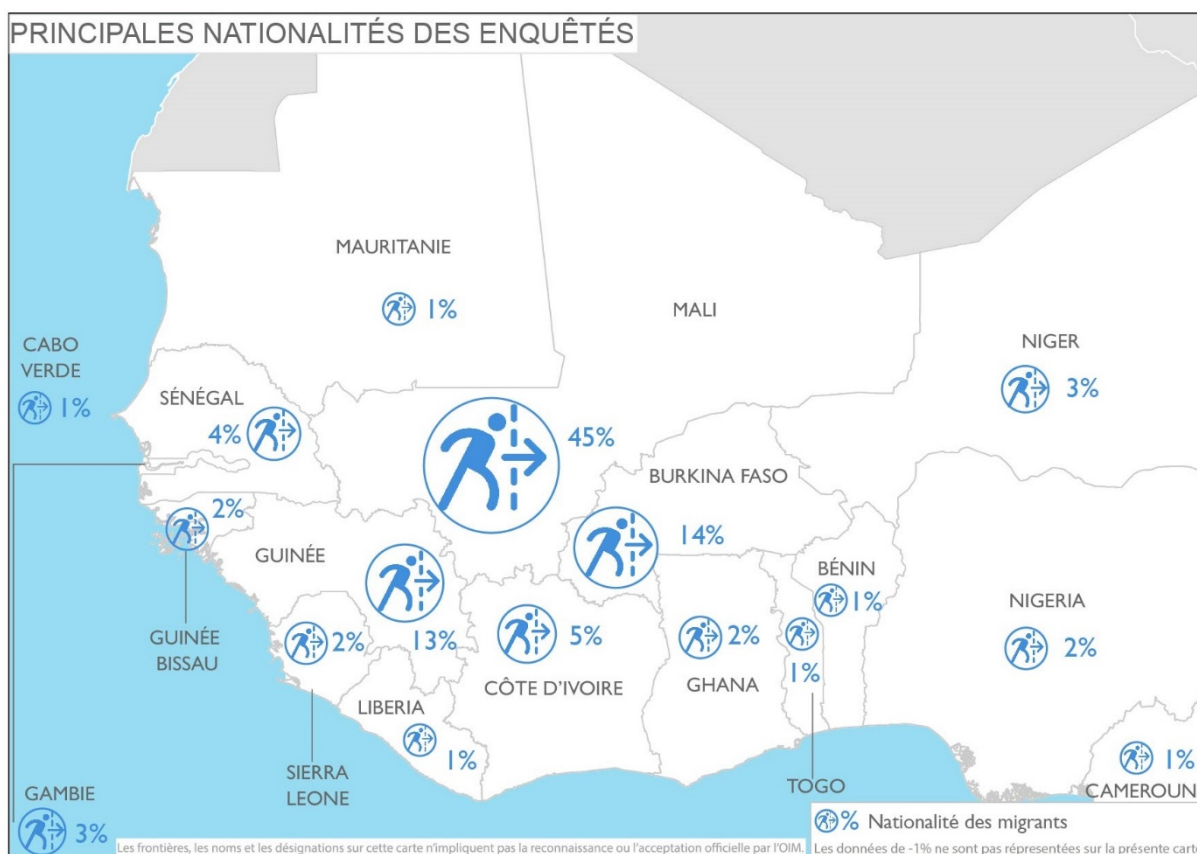 PRINCIPALES NATIONALITÉS DES ENQUÊTÉS
MAURITANIE
1%
MALI
45%
NIGER
3%
CABO
VERDE
1%
SÉNÉGAL
4%
BURKINA FASO
14%
2%
GUINÉE
BISSAU
GUINÉE
13%
2%
SIERRA
LEONE
LIBERIA
1%
5%
CÔTE D'IVOIRE
2%
GHANA
BÉNIN
1%
1%
TOGO
NIGERIA
2%
1%
CAMEROUN
GAMBIE
3%
% Nationalité des migrants
Les frontières, les noms et les désignations sur cette carte n'impliquent pas la reconnaissance ou l'acceptation officielle par l'OIM.
Les données de -1% ne sont pas répresentées sur la présente carte